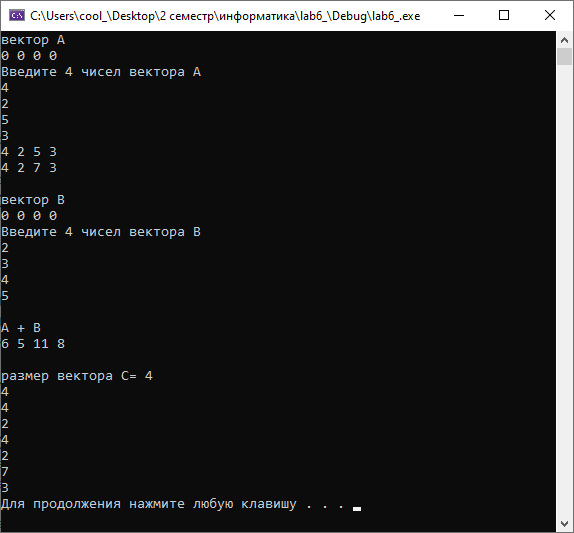 C:\Users\cool_\Desktop\2 семестр\информатика\lab6_\Debug\lab6_.exe
вектор A
0 0 0 0
Введите 4 чисел вектора A
4
2
5
3
4 2 5 3
4 2 7 3
вектор B
0 0 0 0
Введите 4 чисел вектора B
2
3
4
5
A + B
6 5 11 8
размер вектора C= 4
4
4
2
4
2
7
3
Для продолжения нажмите любую клавишу . . .